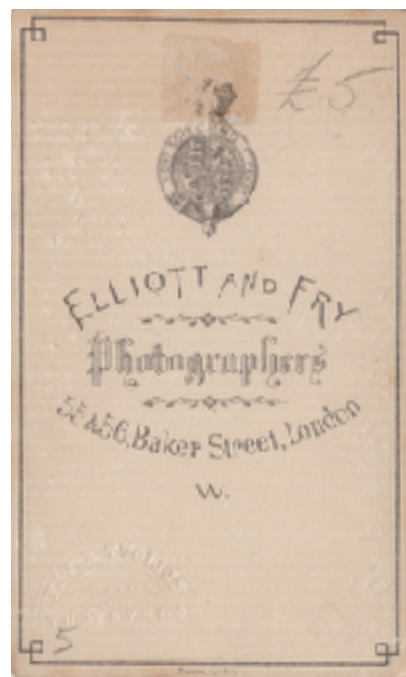 £5
ELLIOTT AND FRY
Photographers
55 & 56, Baker Street, London
W.
5